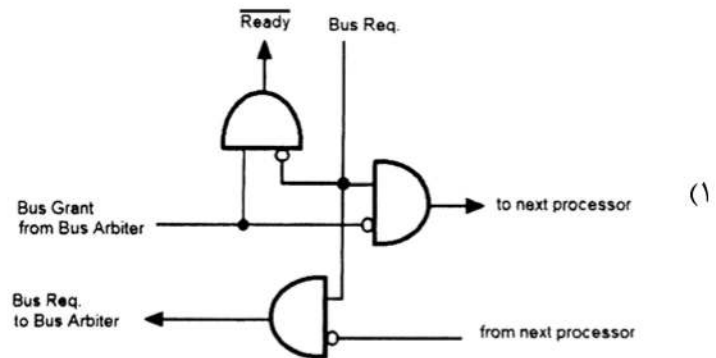 Ready
Bus Req.
Bus Grant
from Bus Arbiter
to next processor
Bus Req.
to Bus Arbiter
from next processor